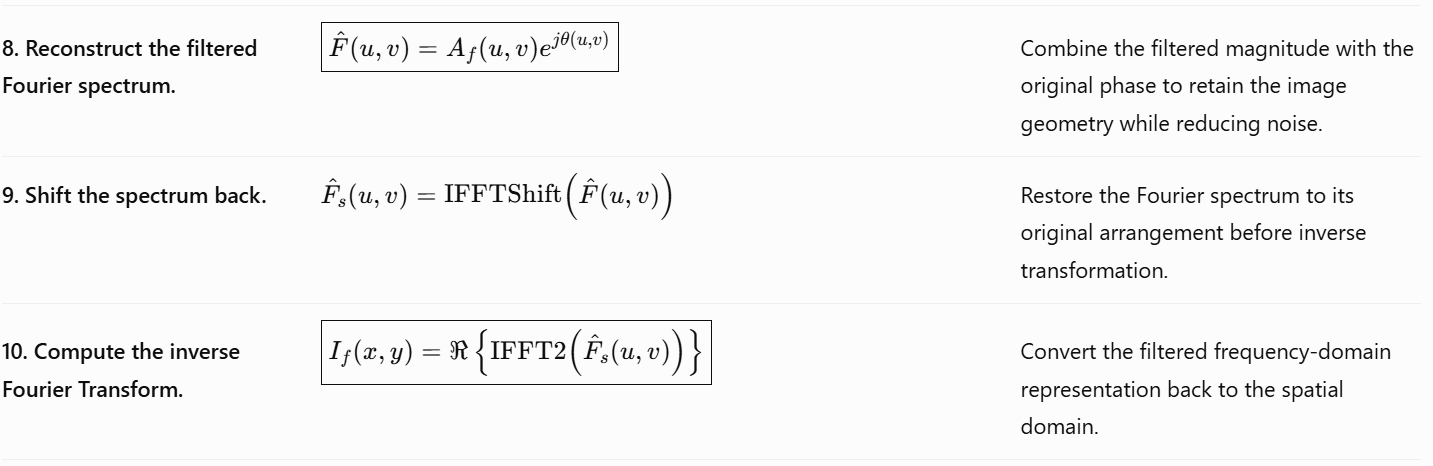 8. Reconstruct the filtered
Fourier spectrum.
F̂(u, v) = A_f(u, v)e^{jθ(u,v)}
Combine the filtered magnitude with the
original phase to retain the image
geometry while reducing noise.
9. Shift the spectrum back.
F̂_s(u, v) = IFFTShift(F̂(u, v))
Restore the Fourier spectrum to its
original arrangement before inverse
transformation.
10. Compute the inverse
Fourier Transform.
I_f(x, y) = ℜ{IFFT2(F̂_s(u, v))}
Convert the filtered frequency-domain
representation back to the spatial
domain.